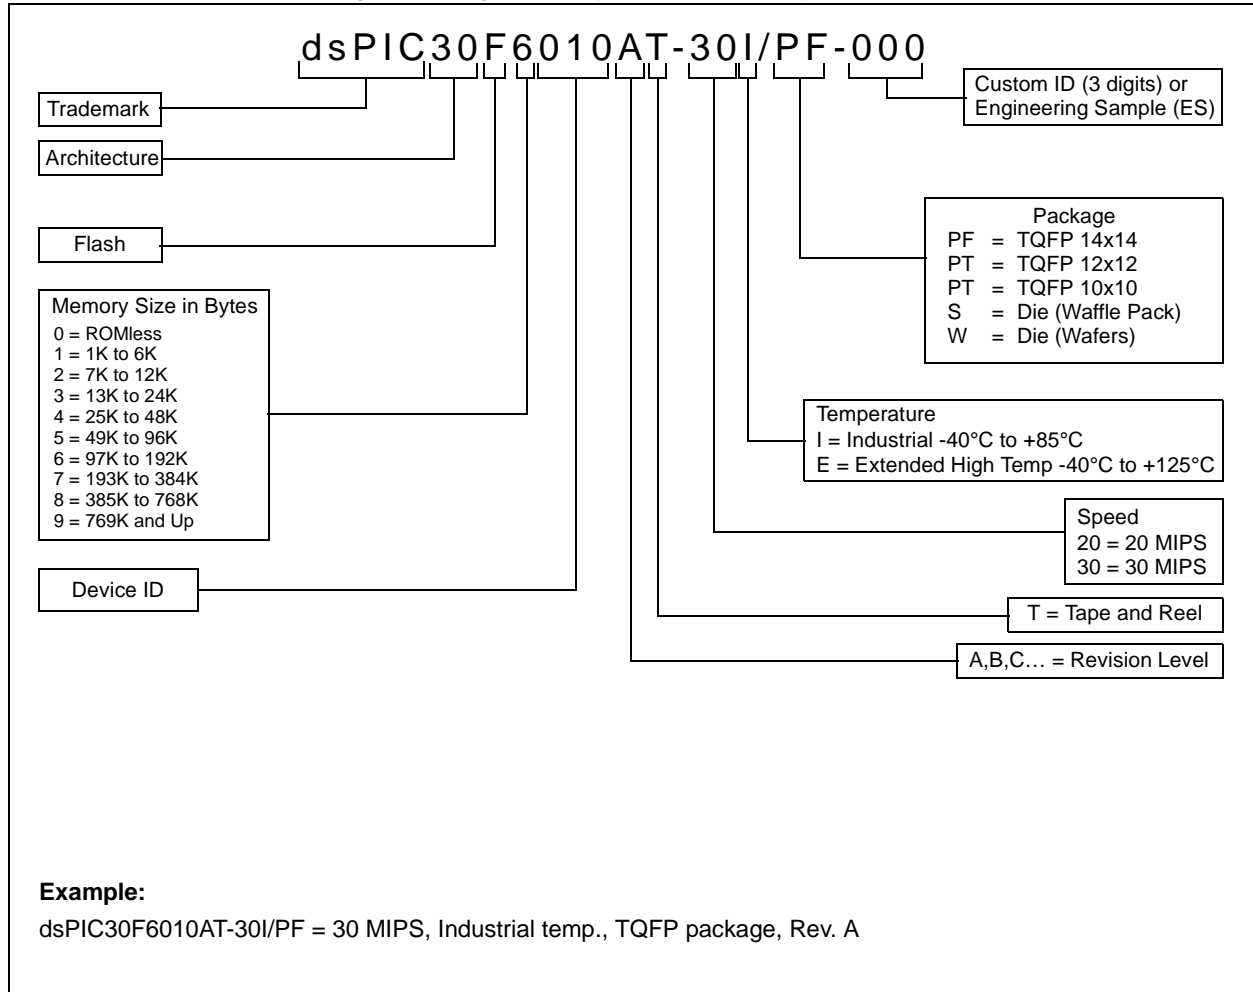 dsPIC30F6010AT-30I/PF-000
Custom ID (3 digits) or
Engineering Sample (ES)
Trademark
Architecture
Flash
Package
PF = TQFP 14x14
PT = TQFP 12x12
PT = TQFP 10x10
S = Die (Waffle Pack)
W = Die (Wafers)
Memory Size in Bytes
0 = ROMless
1 = 1K to 6K
2 = 7K to 12K
3 = 13K to 24K
4 = 25K to 48K
5 = 49K to 96K
6 = 97K to 192K
7 = 193K to 384K
8 = 385K to 768K
9 = 769K and Up
Temperature
I = Industrial -40°C to +85°C
E = Extended High Temp -40°C to +125°C
Speed
20 = 20 MIPS
30 = 30 MIPS
Device ID
T = Tape and Reel
A,B,C… = Revision Level
Example:
dsPIC30F6010AT-30I/PF = 30 MIPS, Industrial temp., TQFP package, Rev. A